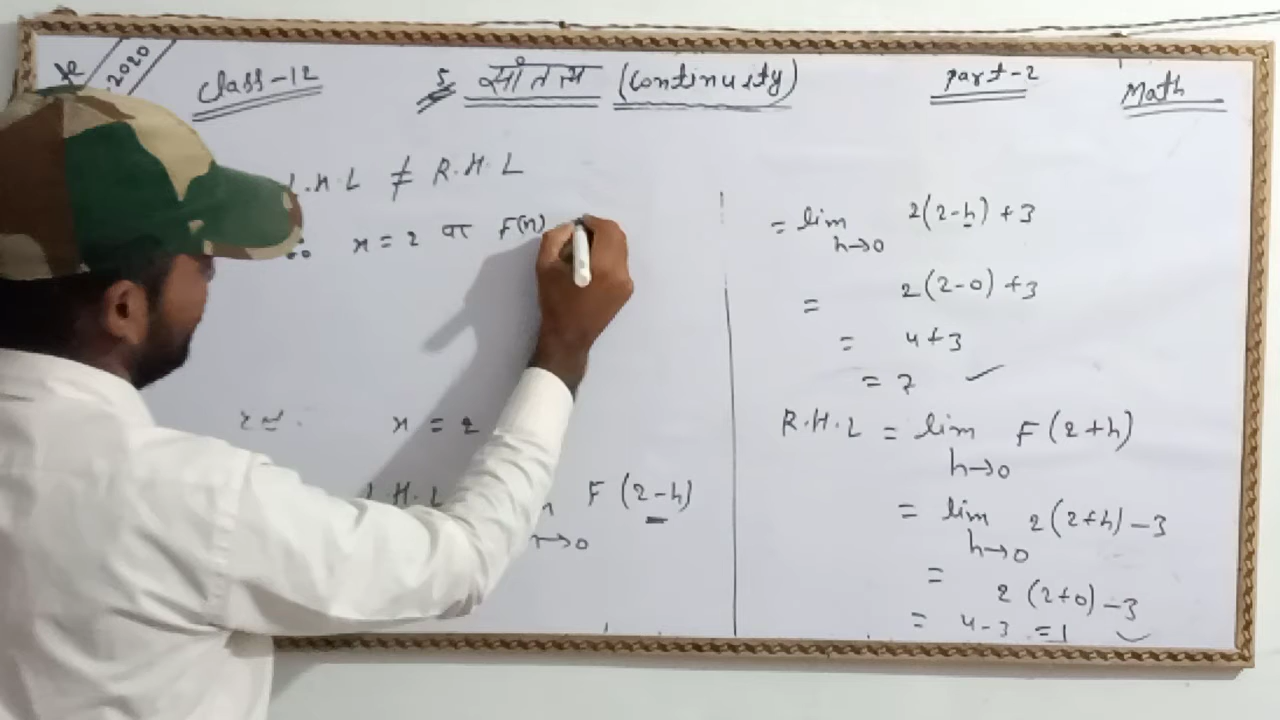 2020
Class-12
5. सांतत्य (Continuity)
Part-2
Math
L.H.L ≠ R.H.L
∴ x = 2 पर F(x)
x = 2
L.H.L F (2-h)
h→0
= lim 2(2-h) + 3
h→0
= 2(2-0) + 3
= 4+3
= 7 ✓
R.H.L = lim F(2+h)
h→0
= lim 2(2+h) - 3
h→0
= 2 (2+0) - 3
= 4-3 = 1 ✓